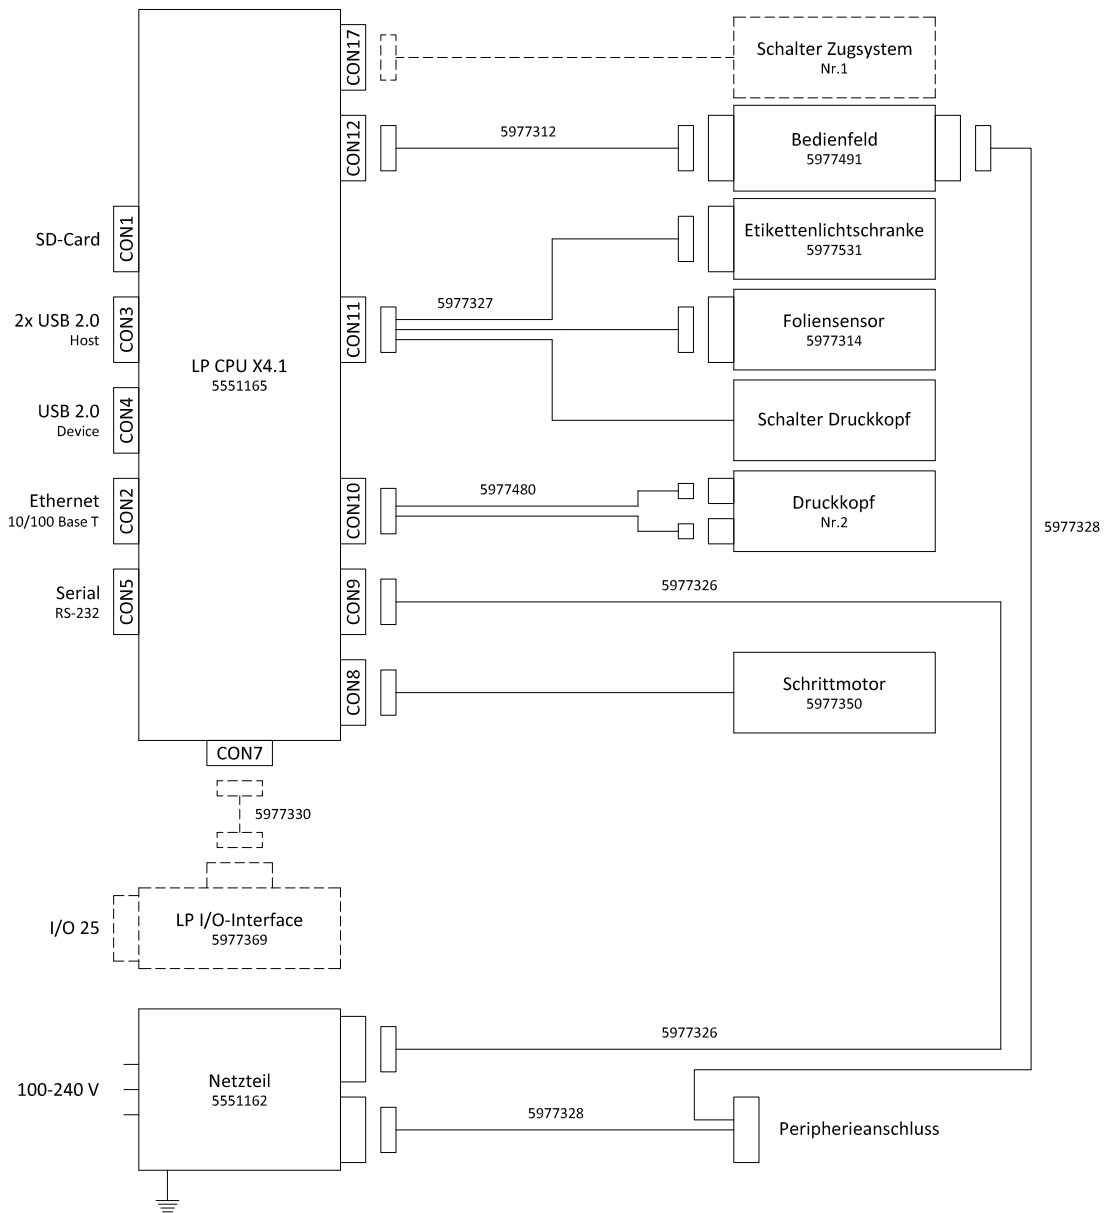 CON17
Schalter Zugsystem
Nr.1
CON12
5977312
Bedienfeld
5977491
SD-Card
CON1
Etikettenlichtschranke
5977531
2x USB 2.0
Host
CON3
LP CPU X4.1
5551165
CON11
5977327
Foliensensor
5977314
USB 2.0
Device
CON4
Schalter Druckkopf
Ethernet
10/100 Base T
CON2
CON10
5977480
Druckkopf
Nr.2
5977328
Serial
RS-232
CON5
CON9
5977326
CON8
Schrittmotor
5977350
CON7
5977330
I/O 25
LP I/O-Interface
5977369
100-240 V
Netzteil
5551162
5977326
5977328
Peripherieanschluss